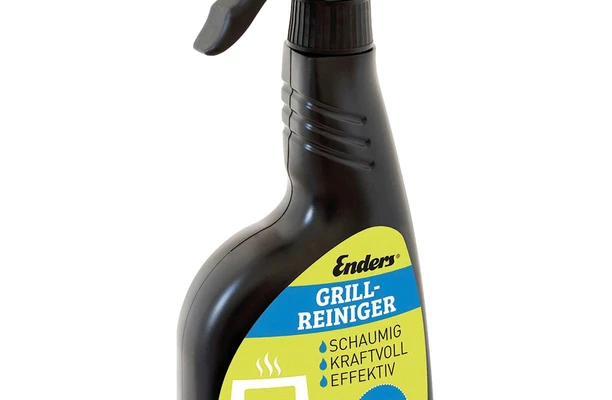 Enders®
GRILL-
REINIGER
SCHAUMIG
KRAFTVOLL
EFFEKTIV